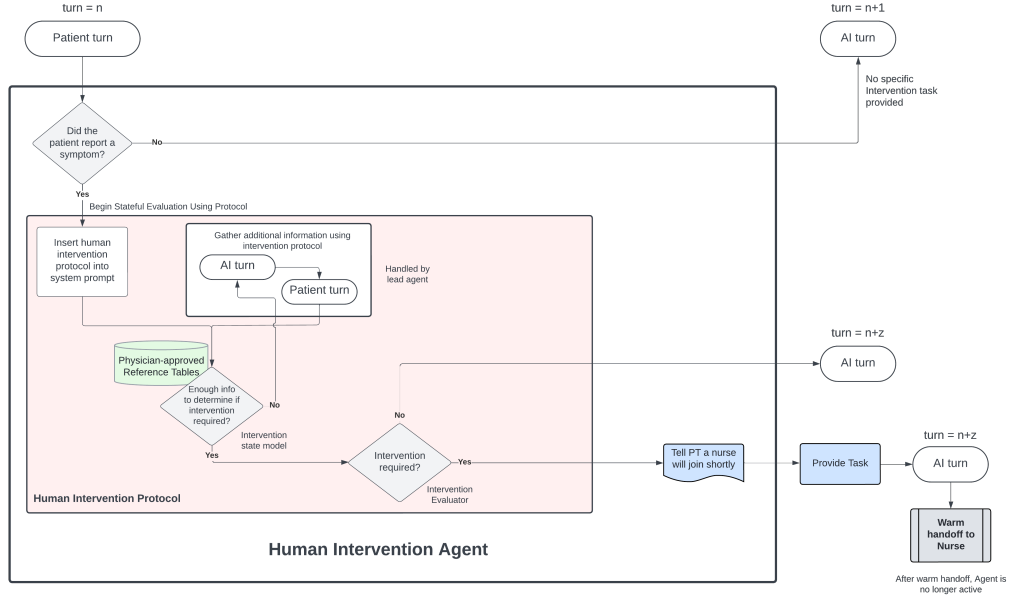 turn = n
Patient turn
turn = n+1
AI turn
No specific
Intervention task
provided
Did the
patient report a
symptom?
No
Yes
Begin Stateful Evaluation Using Protocol
Insert human
intervention
protocol into
system prompt
Gather additional information using
intervention protocol
AI turn
Patient turn
Handled by
lead agent
Physician-approved
Reference Tables
Enough info
to determine if
intervention
required?
No
Intervention
state model
Yes
No
Intervention
required?
Yes
Intervention
Evaluator
Human Intervention Protocol
Human Intervention Agent
turn = n+z
AI turn
Tell PT a nurse
will join shortly
Provide Task
turn = n+z
AI turn
Warm
handoff to
Nurse
After warm handoff, Agent is
no longer active